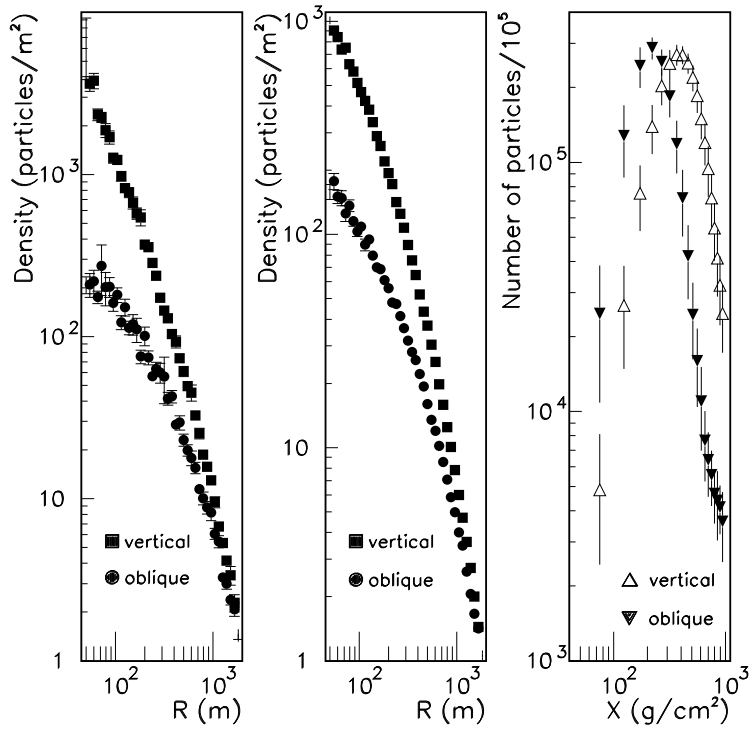 Density (particles/m²)
10³
10²
10
1
vertical
oblique
10² 10³
R (m)
Density (particles/m²)
10³
10²
10
1
vertical
oblique
10² 10³
R (m)
Number of particles/10⁵
10⁵
10⁴
10³
vertical
oblique
10² 10³
X (g/cm²)